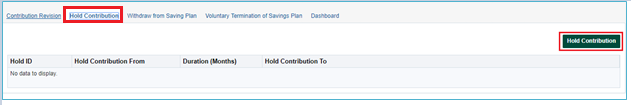 Contribution Revision Hold Contribution Withdraw from Saving Plan Voluntary Termination of Savings Plan Dashboard
Hold Contribution
Hold ID Hold Contribution From Duration (Months) Hold Contribution To
No data to display.